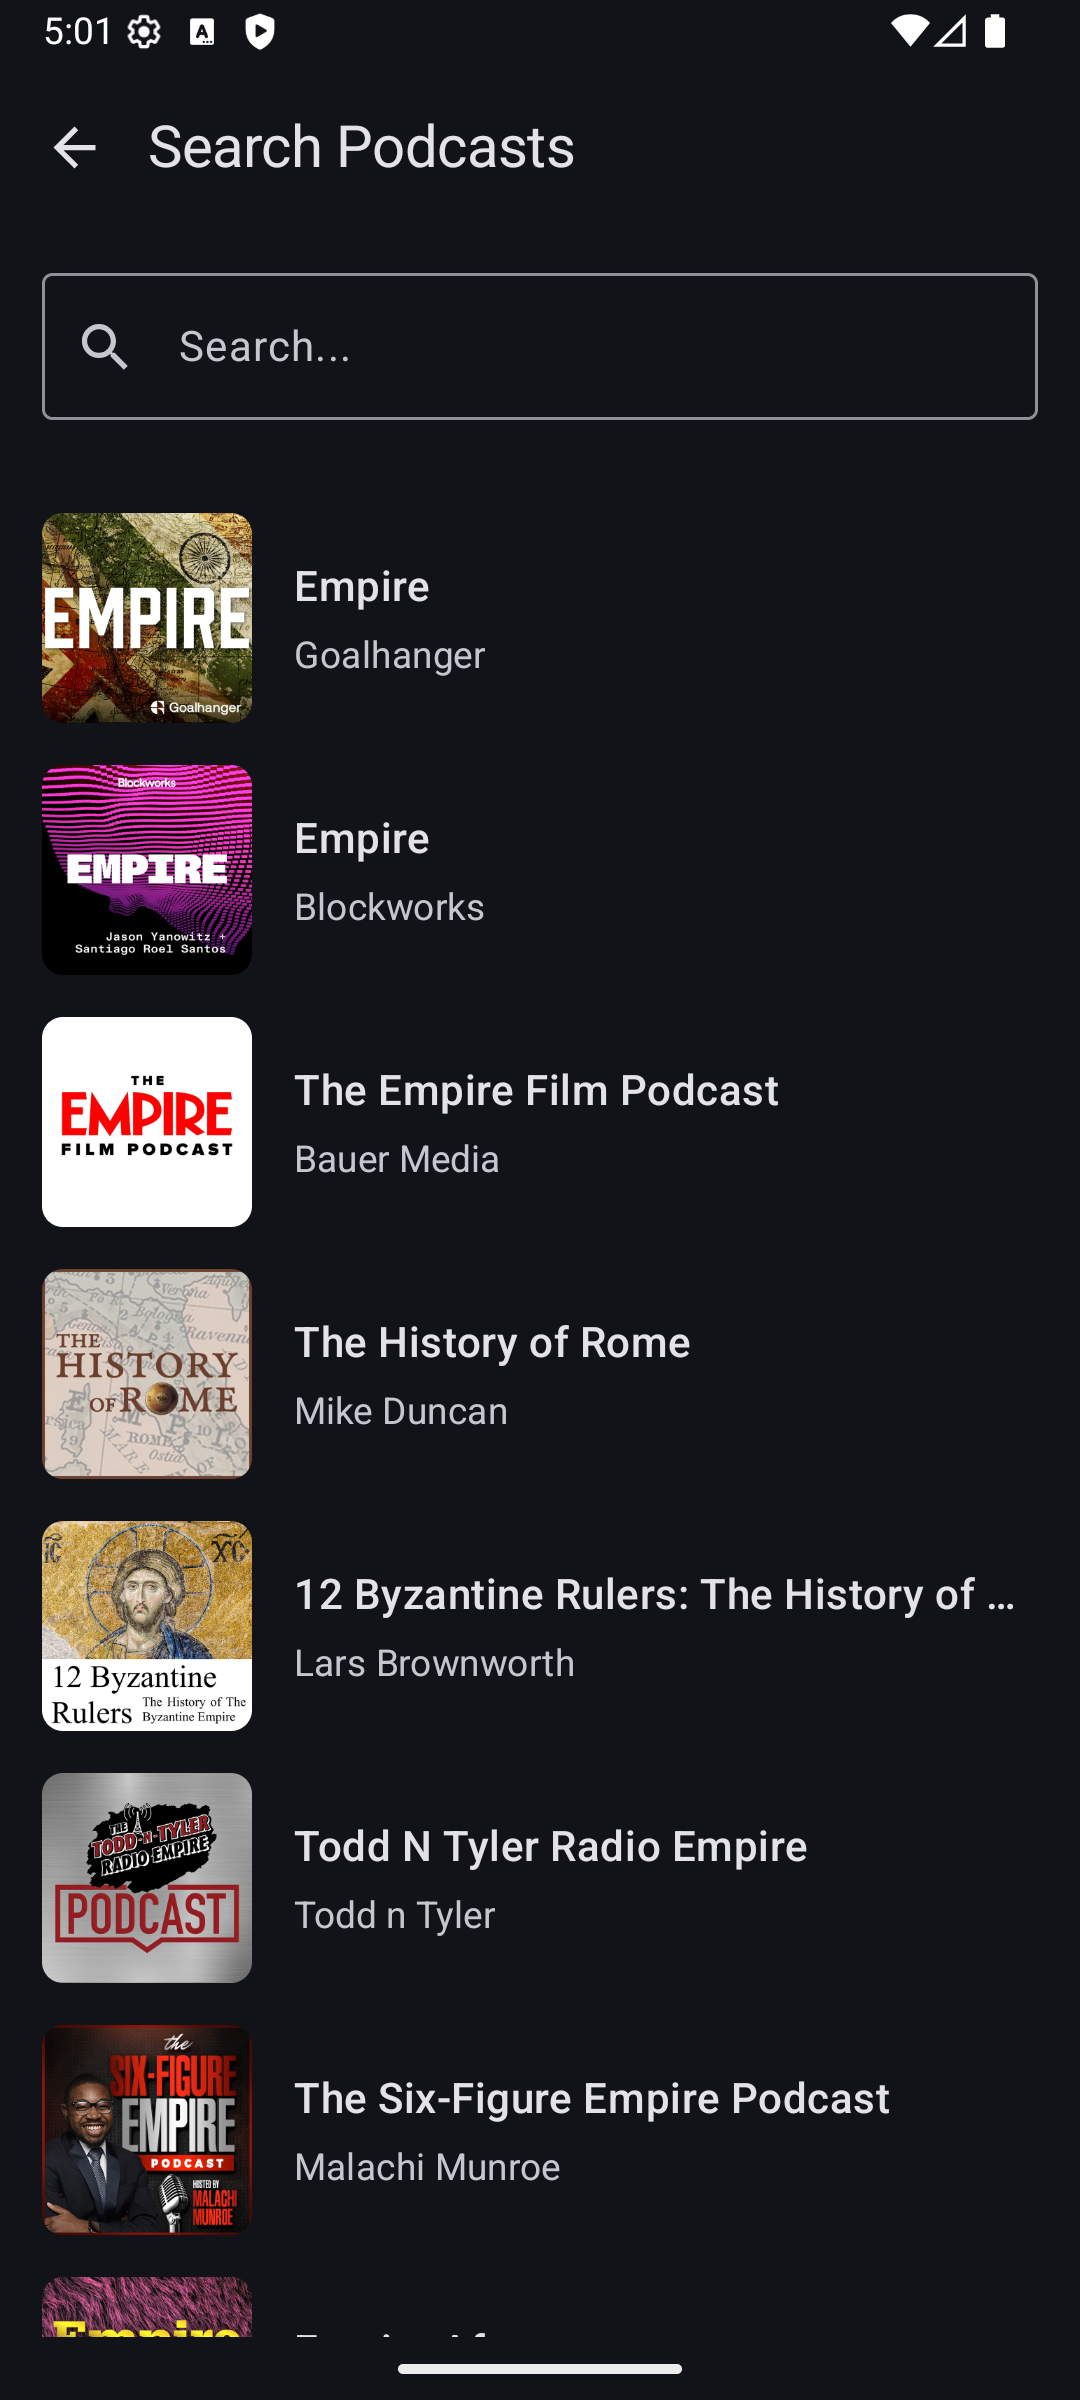 5:01
Search Podcasts
Search...
EMPIRE
Goalhanger
Empire
Goalhanger
Blockworks
EMPIRE
Jason Yanowitz +
Santiago Roel Santos
Empire
Blockworks
THE
EMPIRE
FILM PODCAST
The Empire Film Podcast
Bauer Media
THE
HISTORY
OF ROME
The History of Rome
Mike Duncan
12 Byzantine
Rulers The History of The
Byzantine Empire
12 Byzantine Rulers: The History of ...
Lars Brownworth
THE
TODD-N-TYLER
RADIO EMPIRE
PODCAST
Todd N Tyler Radio Empire
Todd n Tyler
the
SIX-FIGURE
EMPIRE
PODCAST
HOSTED BY
MALACHI
MUNROE
The Six-Figure Empire Podcast
Malachi Munroe
Empire